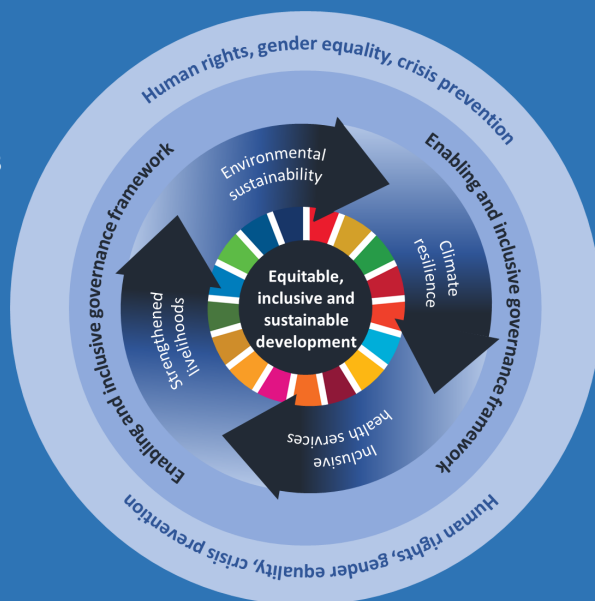 Human rights, gender equality, crisis prevention
Enabling and inclusive governance framework
Enabling and inclusive governance framework
Environmental
sustainability
Climate
resilience
Equitable,
inclusive and
sustainable
development
Strengthened
livelihoods
Inclusive
health services
Human rights, gender equality, crisis prevention